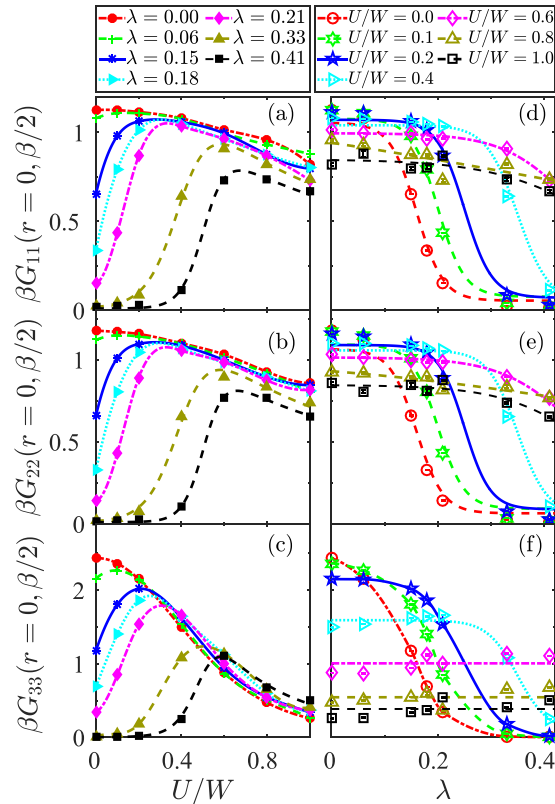 λ = 0.00 λ = 0.21
λ = 0.06 λ = 0.33
λ = 0.15 λ = 0.41
λ = 0.18
U/W = 0.0 U/W = 0.6
U/W = 0.1 U/W = 0.8
U/W = 0.2 U/W = 1.0
U/W = 0.4
(a)
(d)
βG₁₁(r = 0, β/2)
1
0.5
0
(b)
(e)
βG₂₂(r = 0, β/2)
1
0.5
0
(c)
(f)
βG₃₃(r = 0, β/2)
2
1
0
0 0.4 0.8
U/W
0 0.2 0.4
λ